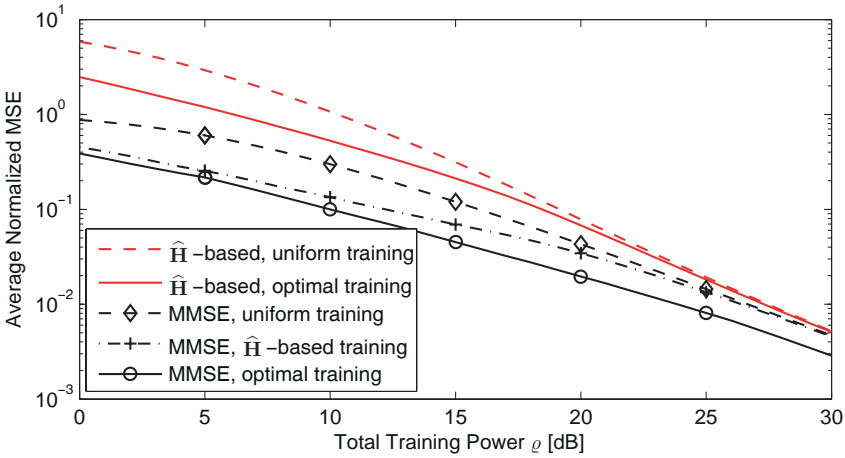 10^1
10^0
10^-1
10^-2
10^-3
Average Normalized MSE
Ĥ-based, uniform training
Ĥ-based, optimal training
MMSE, uniform training
MMSE, Ĥ-based training
MMSE, optimal training
0 5 10 15 20 25 30
Total Training Power ϱ [dB]